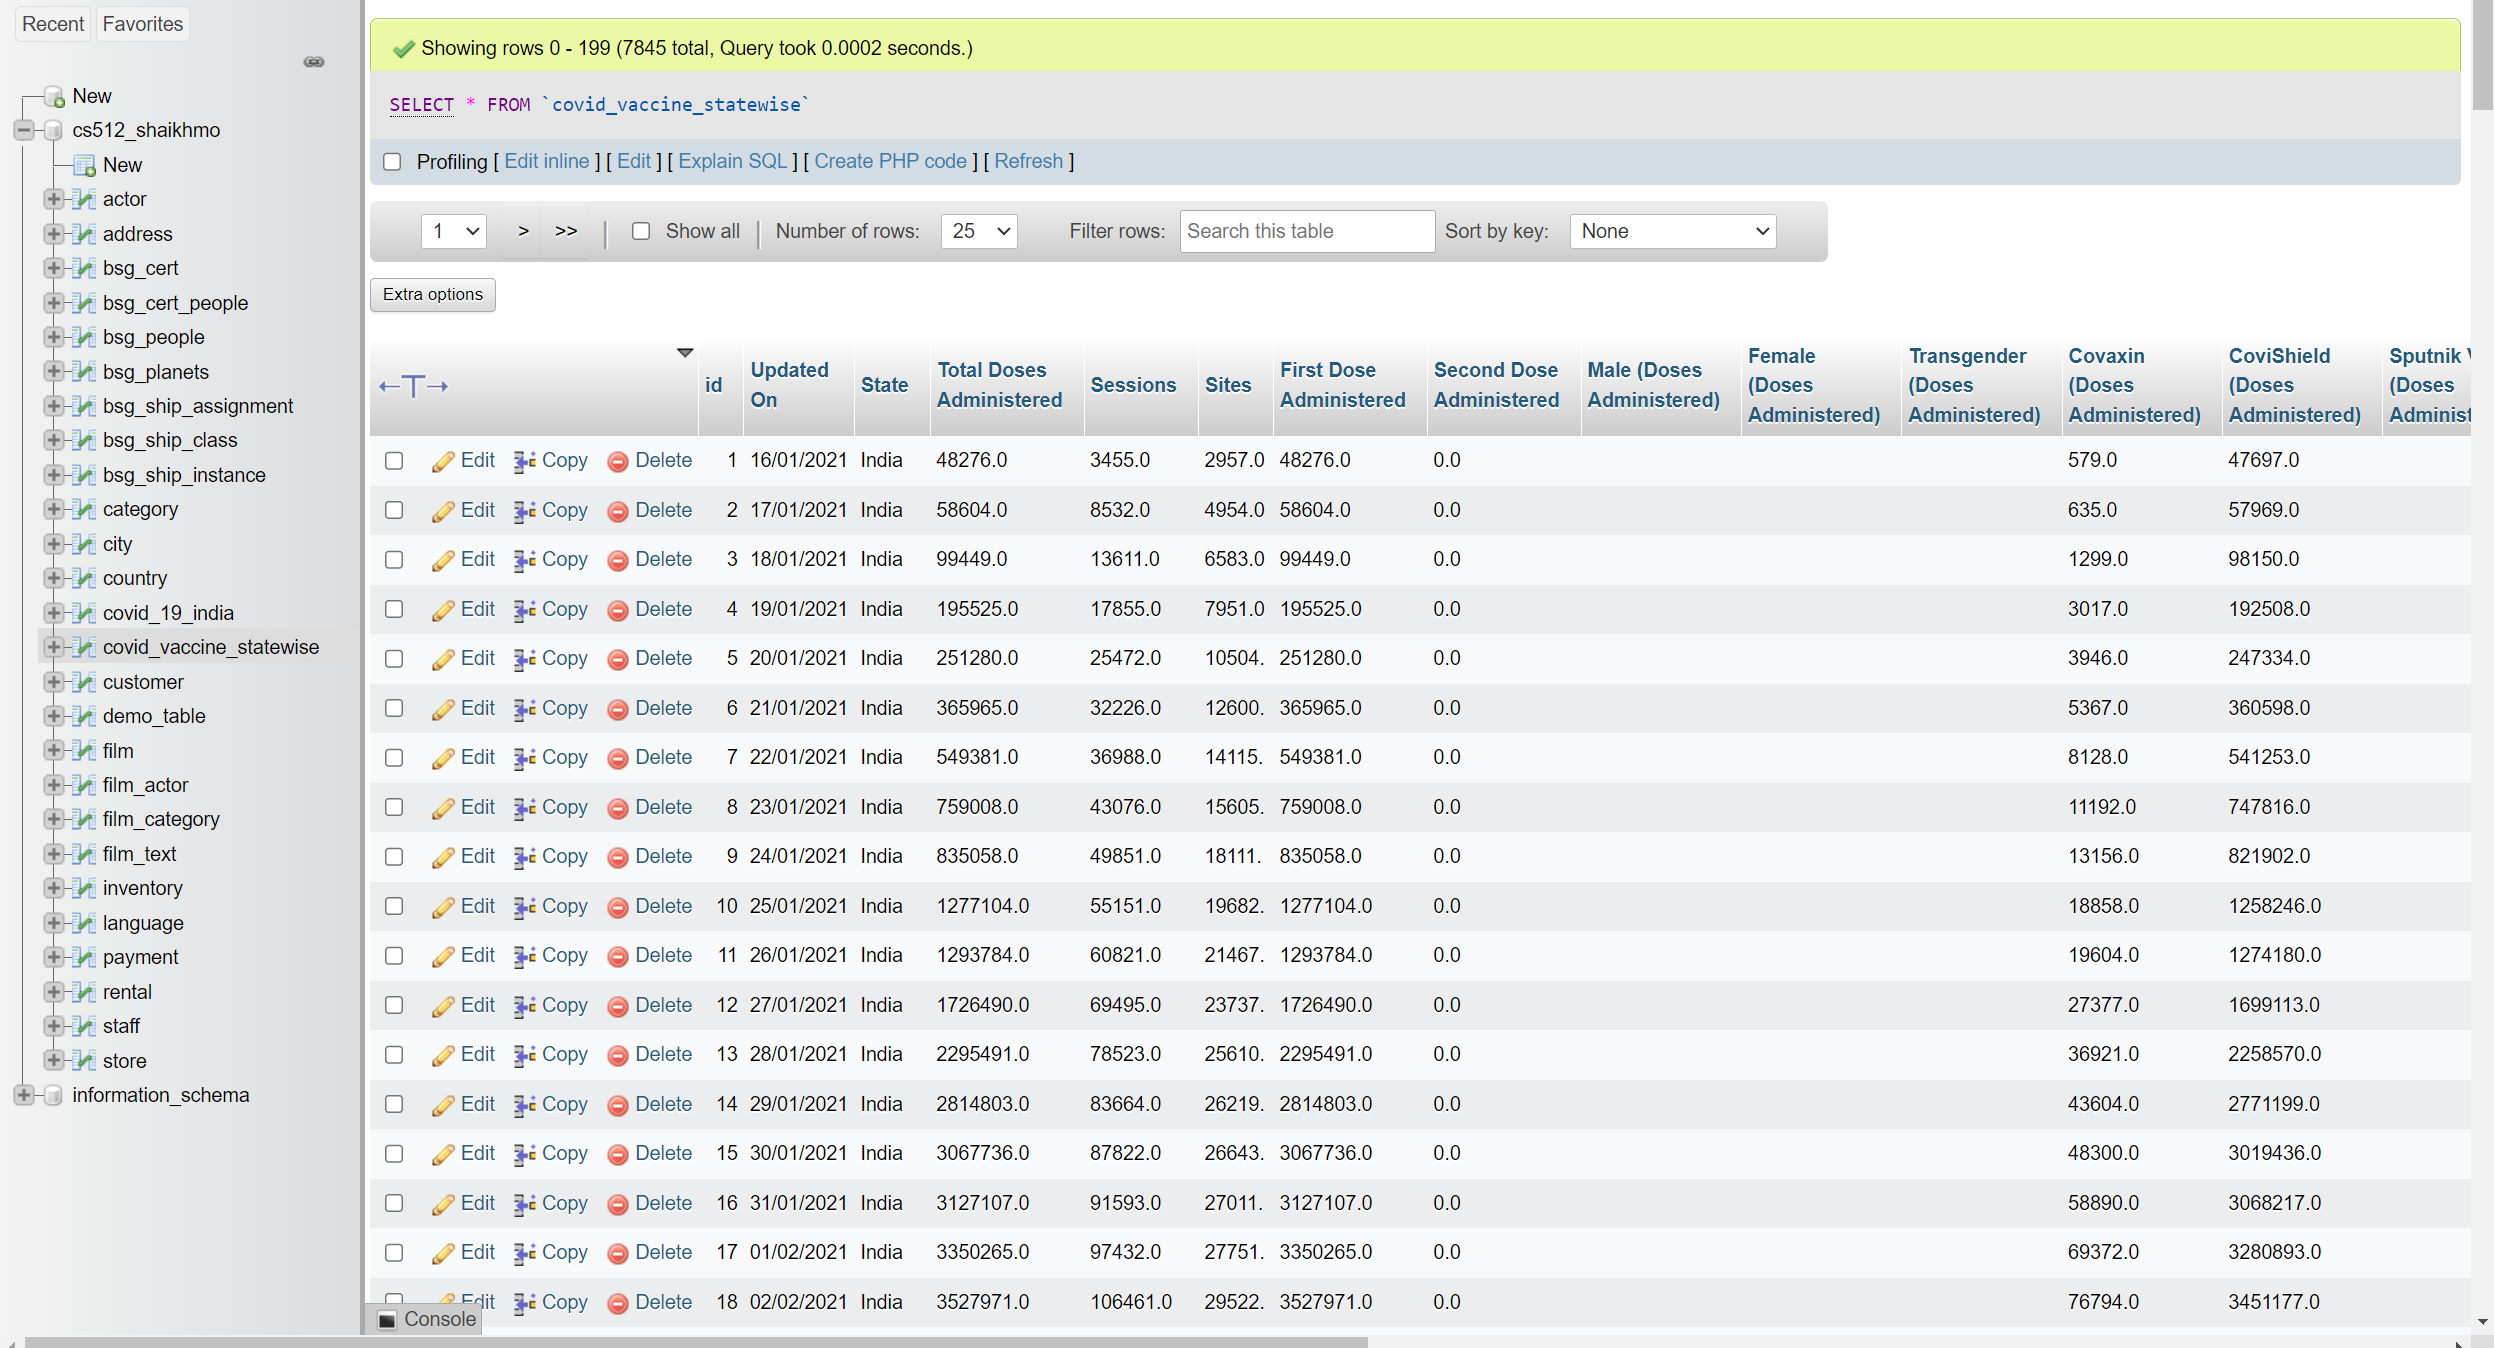 Recent Favorites
New
cs512_shaikhmo
New
actor
address
bsg_cert
bsg_cert_people
bsg_people
bsg_planets
bsg_ship_assignment
bsg_ship_class
bsg_ship_instance
category
city
country
covid_19_india
covid_vaccine_statewise
customer
demo_table
film
film_actor
film_category
film_text
inventory
language
payment
rental
staff
store
information_schema
Showing rows 0 - 199 (7845 total, Query took 0.0002 seconds.)
SELECT * FROM `covid_vaccine_statewise`
Profiling [ Edit inline ] [ Edit ] [ Explain SQL ] [ Create PHP code ] [ Refresh ]
1 > >> | Show all | Number of rows: 25 Filter rows: Search this table Sort by key: None
Extra options
←T→ id Updated On State Total Doses Administered Sessions Sites First Dose Administered Second Dose Administered Male (Doses Administered) Female (Doses Administered) Transgender (Doses Administered) Covaxin (Doses Administered) CoviShield (Doses Administered) Sputnik (Doses
Edit Copy Delete 1 16/01/2021 India 48276.0 3455.0 2957.0 48276.0 0.0 579.0 47697.0
Edit Copy Delete 2 17/01/2021 India 58604.0 8532.0 4954.0 58604.0 0.0 635.0 57969.0
Edit Copy Delete 3 18/01/2021 India 99449.0 13611.0 6583.0 99449.0 0.0 1299.0 98150.0
Edit Copy Delete 4 19/01/2021 India 195525.0 17855.0 7951.0 195525.0 0.0 3017.0 192508.0
Edit Copy Delete 5 20/01/2021 India 251280.0 25472.0 10504. 251280.0 0.0 3946.0 247334.0
Edit Copy Delete 6 21/01/2021 India 365965.0 32226.0 12600. 365965.0 0.0 5367.0 360598.0
Edit Copy Delete 7 22/01/2021 India 549381.0 36988.0 14115. 549381.0 0.0 8128.0 541253.0
Edit Copy Delete 8 23/01/2021 India 759008.0 43076.0 15605. 759008.0 0.0 11192.0 747816.0
Edit Copy Delete 9 24/01/2021 India 835058.0 49851.0 18111. 835058.0 0.0 13156.0 821902.0
Edit Copy Delete 10 25/01/2021 India 1277104.0 55151.0 19682. 1277104.0 0.0 18858.0 1258246.0
Edit Copy Delete 11 26/01/2021 India 1293784.0 60821.0 21467. 1293784.0 0.0 19604.0 1274180.0
Edit Copy Delete 12 27/01/2021 India 1726490.0 69495.0 23737. 1726490.0 0.0 27377.0 1699113.0
Edit Copy Delete 13 28/01/2021 India 2295491.0 78523.0 25610. 2295491.0 0.0 36921.0 2258570.0
Edit Copy Delete 14 29/01/2021 India 2814803.0 83664.0 26219. 2814803.0 0.0 43604.0 2771199.0
Edit Copy Delete 15 30/01/2021 India 3067736.0 87822.0 26643. 3067736.0 0.0 48300.0 3019436.0
Edit Copy Delete 16 31/01/2021 India 3127107.0 91593.0 27011. 3127107.0 0.0 58890.0 3068217.0
Edit Copy Delete 17 01/02/2021 India 3350265.0 97432.0 27751. 3350265.0 0.0 69372.0 3280893.0
Edit Copy Delete 18 02/02/2021 India 3527971.0 106461.0 29522. 3527971.0 0.0 76794.0 3451177.0
Console